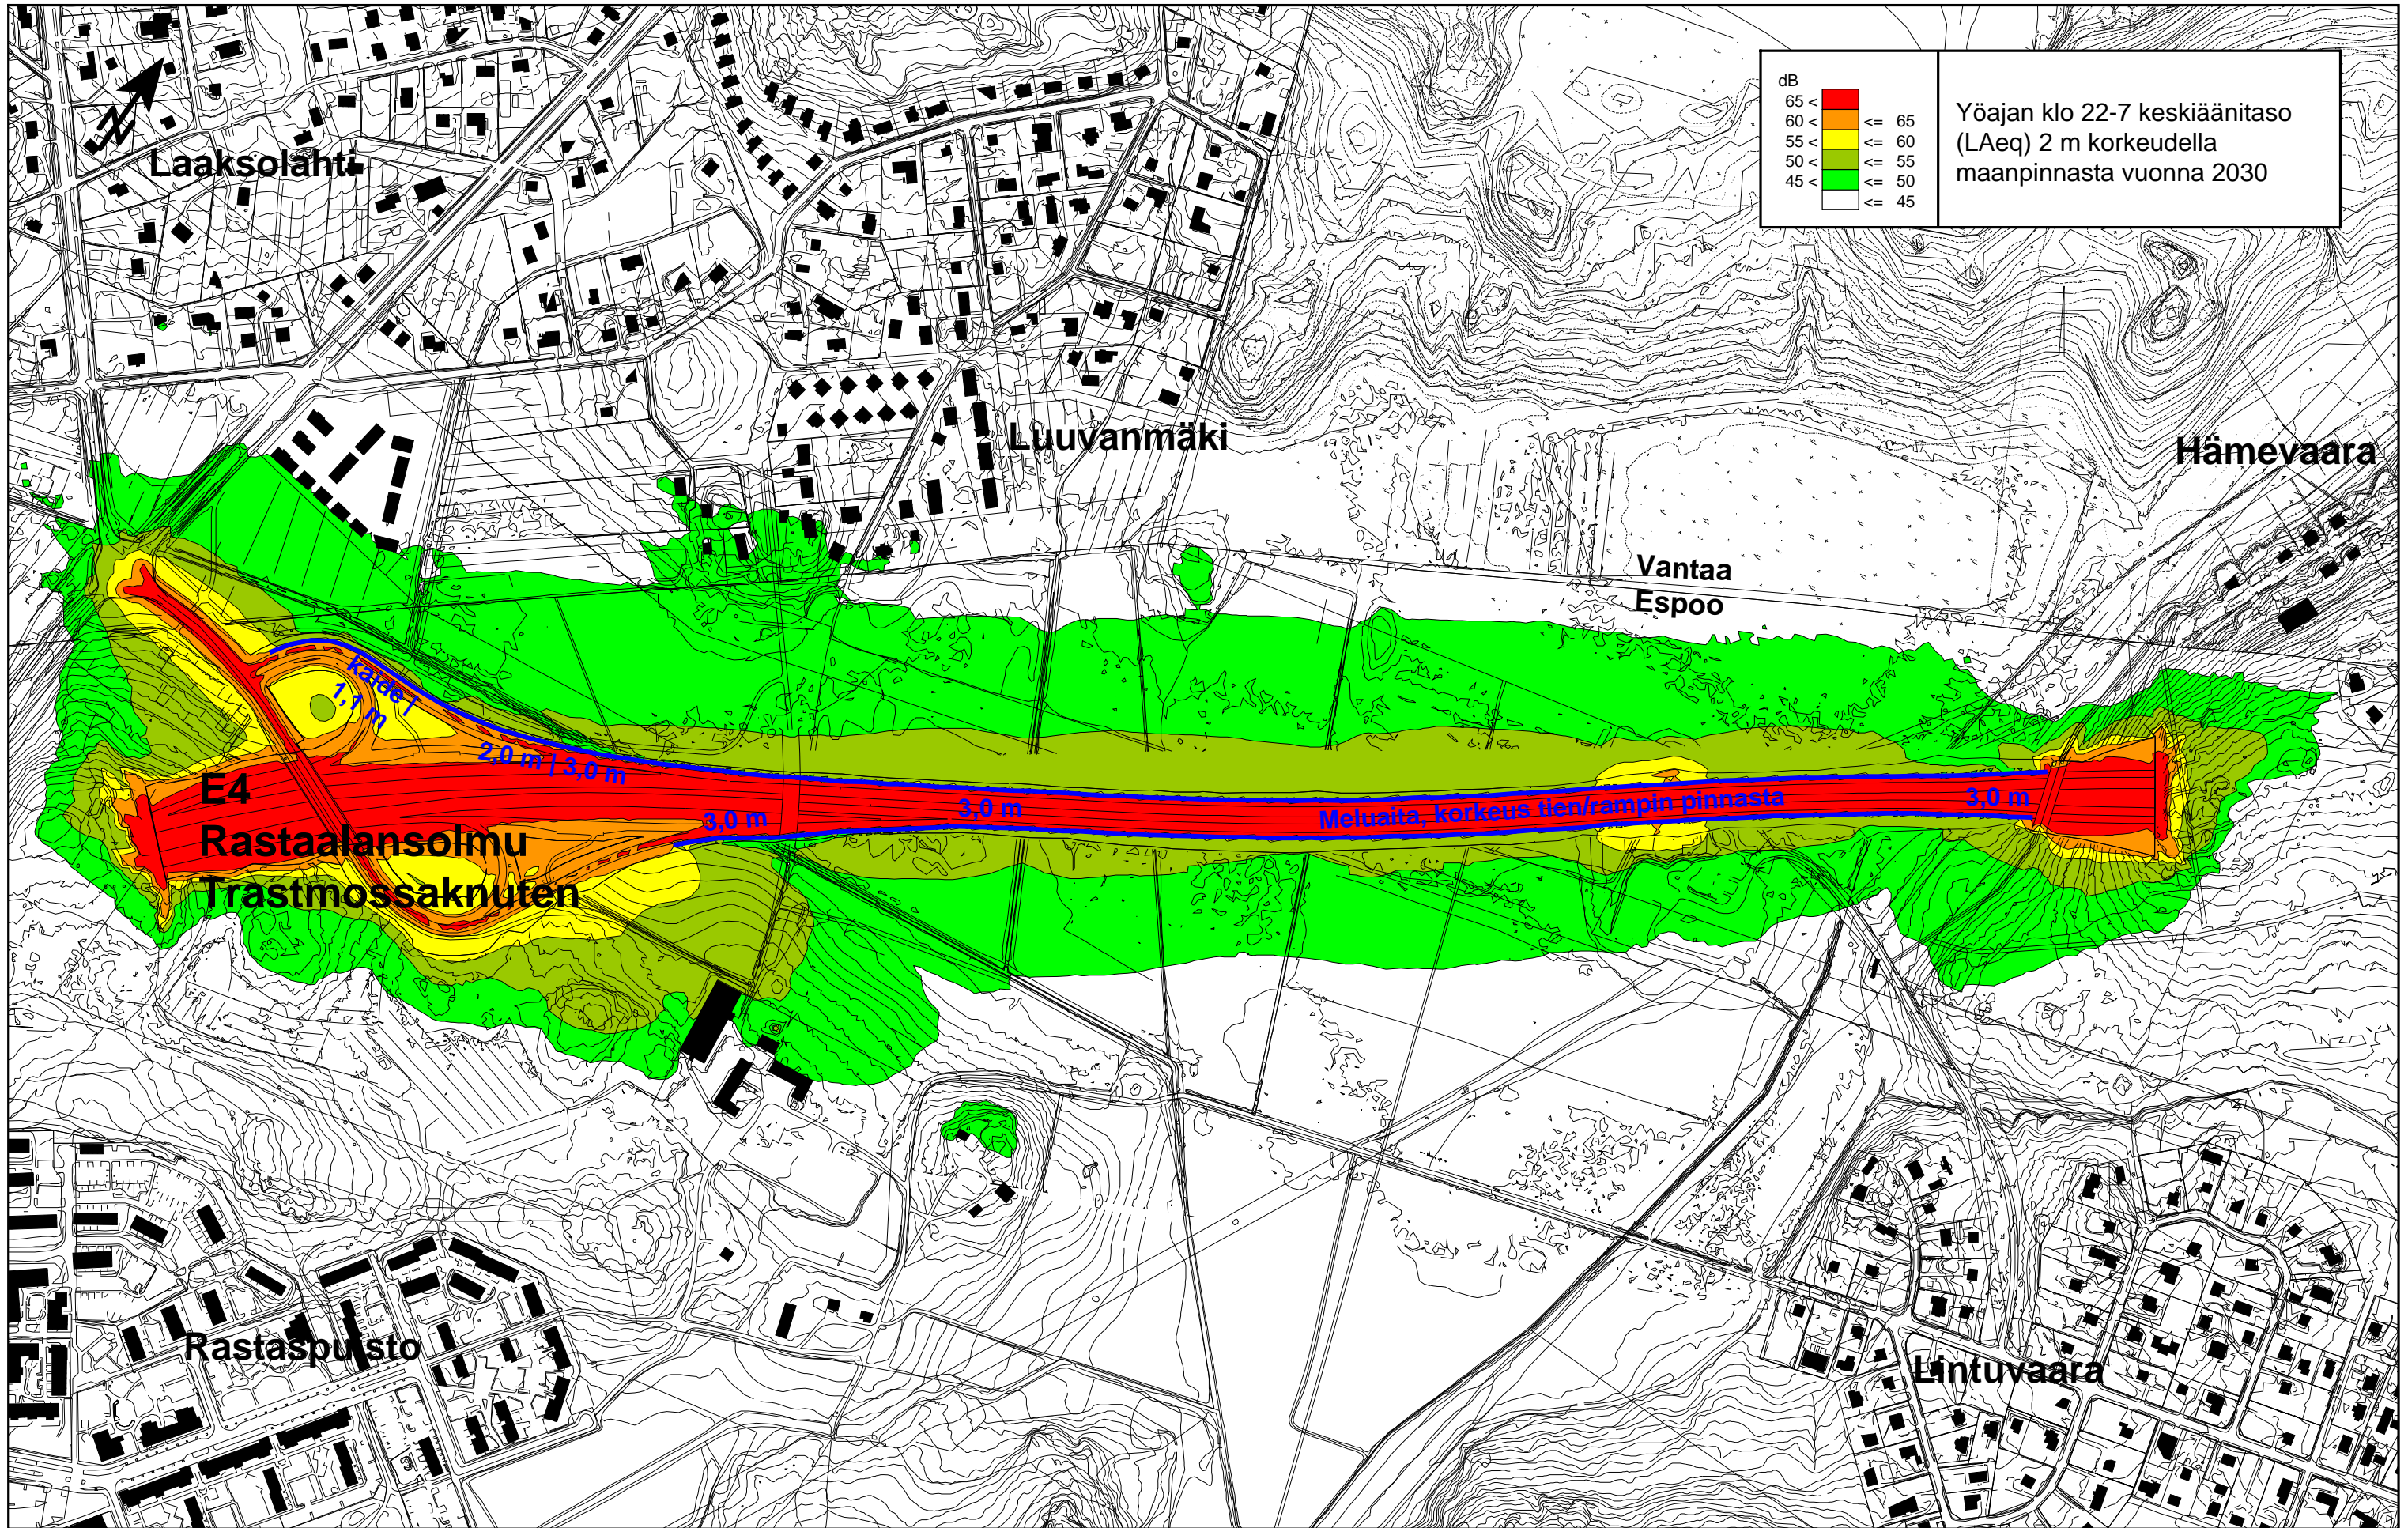 dB
65 <
60 < <= 65
55 < <= 60
50 < <= 55
45 < <= 50
<= 45
Yöajan klo 22-7 keskiäänitaso
(LAeq) 2 m korkeudella
maanpinnasta vuonna 2030
N
Laaksolahti
Luuvanmäki
Hämevaara
Vantaa
Espoo
kaide |
1,1 m
2,0 m | 3,0 m
3,0 m
3,0 m
Meluaita, korkeus tien/rampin pinnasta
3,0 m
E4
Rastaalansolmu
Trastmossaknuten
Rastaspuisto
Lintuvaara